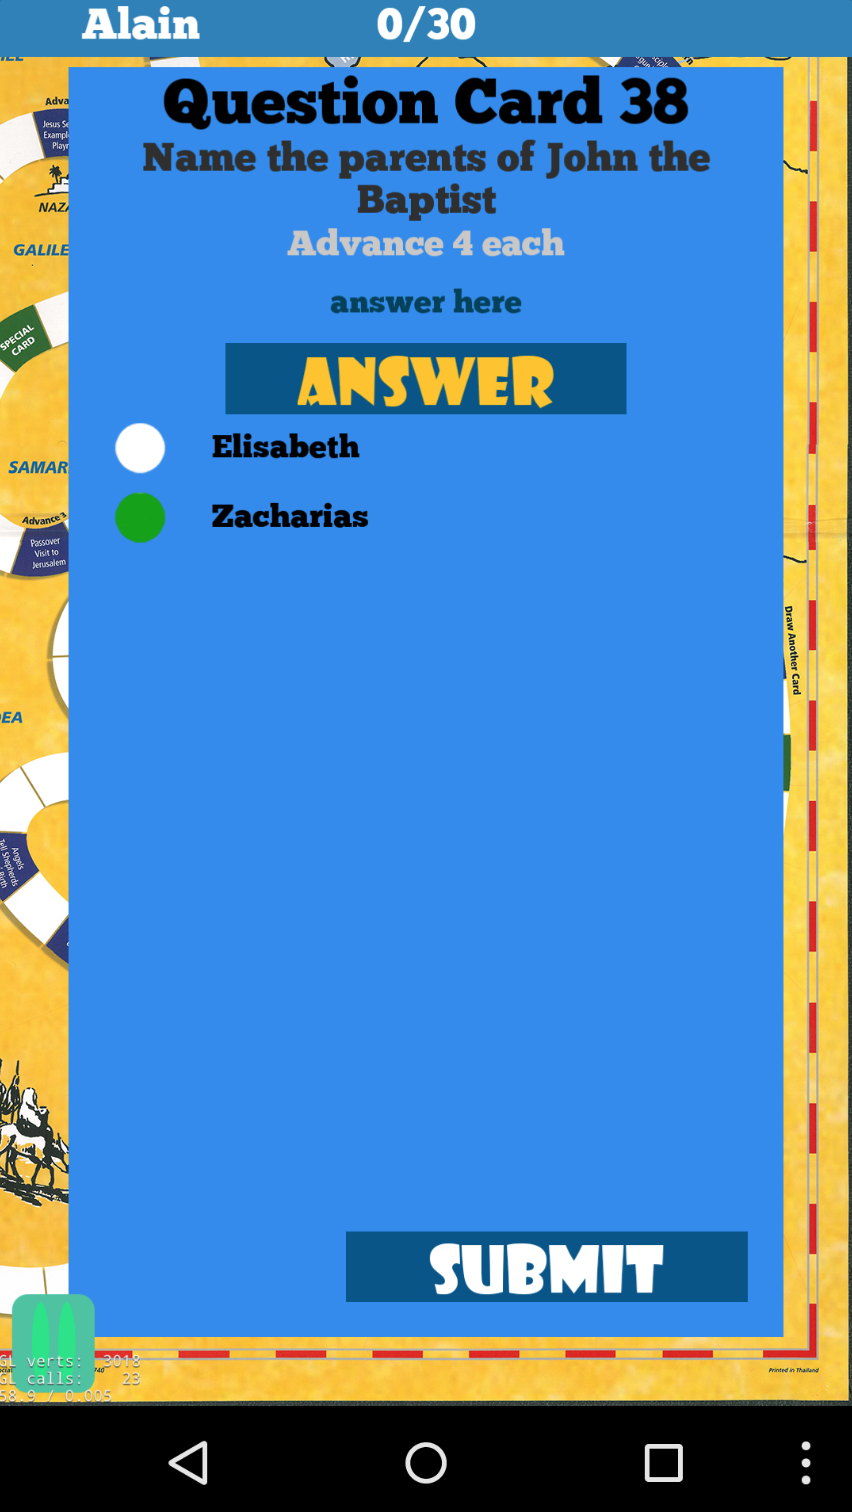 Alain 0/30
Question Card 38
Name the parents of John the
Baptist
Advance 4 each
answer here
ANSWER
Elisabeth
Zacharias
SUBMIT
Jesus Se
Exampl
Playr
NAZA
GALILE
SPECIAL
CARD
SAMAR
Advance 3
Passover
Visit to
Jerusalem
Draw Another Card
DEA
Angels
Tell Shepherds
Birth
GL verts: 3018
GL calls: 23
58.9 / 0.005
Printed in Thailand